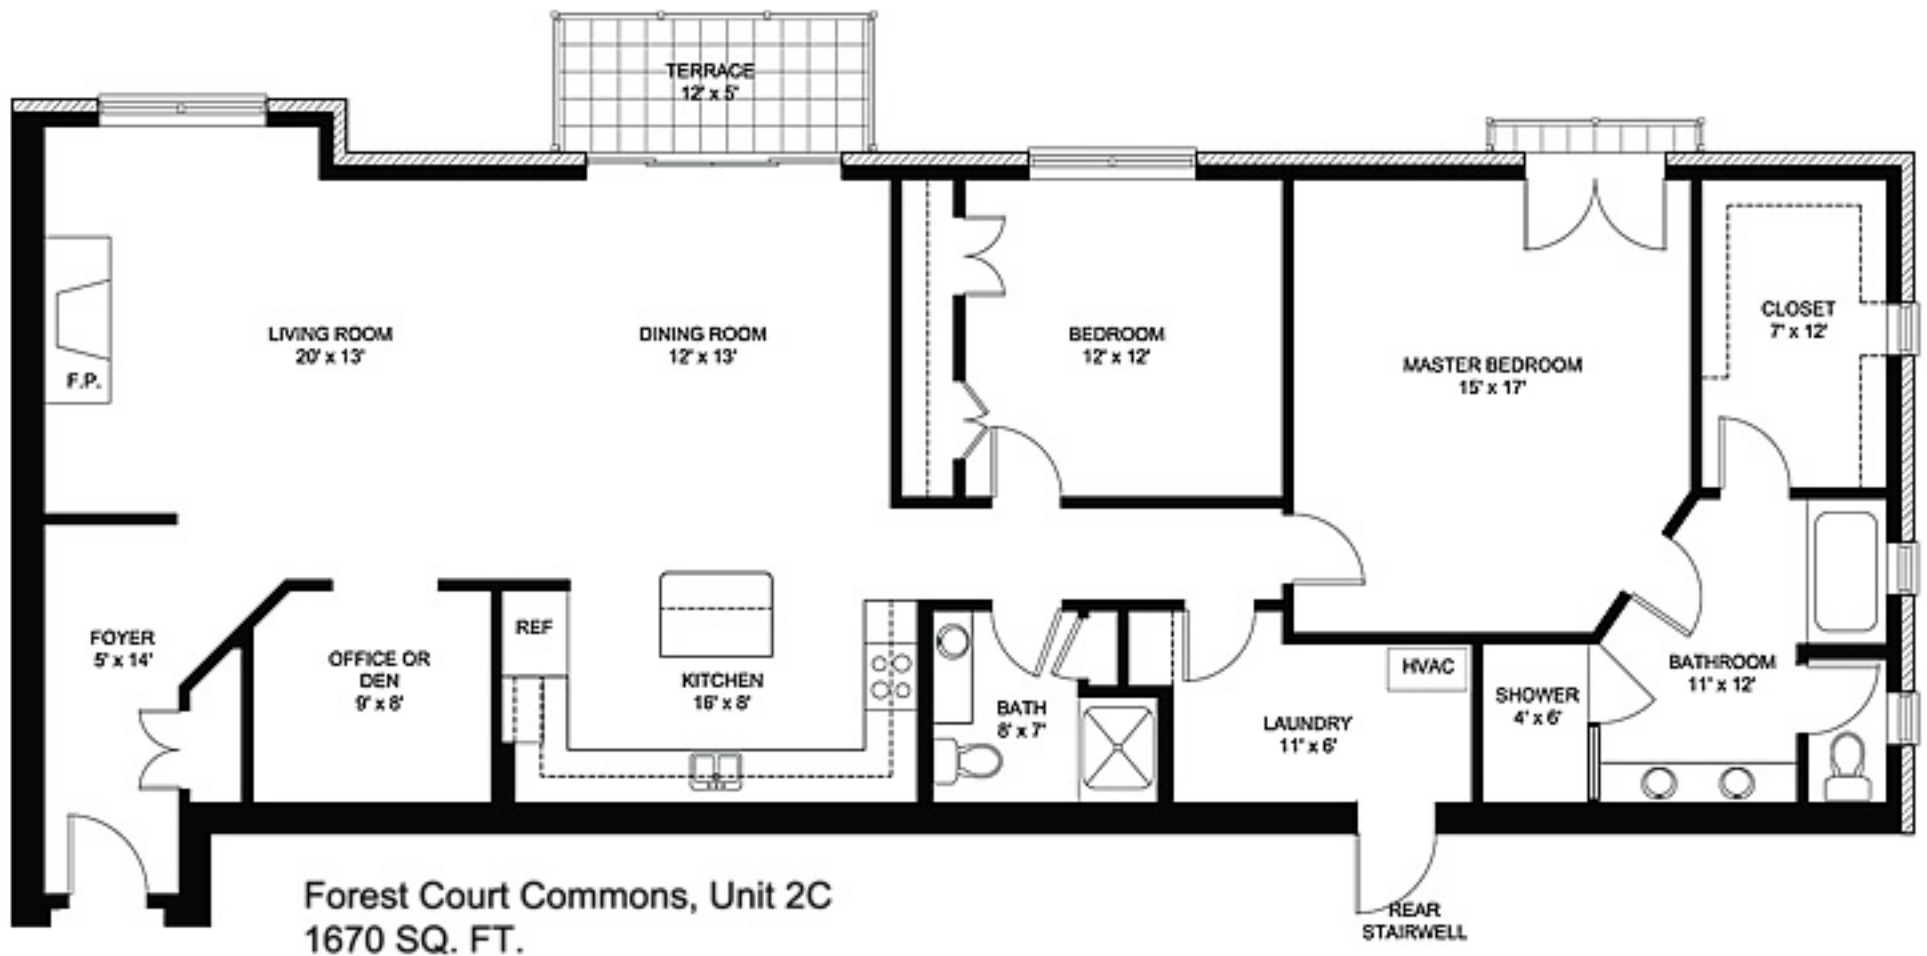 TERRACE
12' x 5'
LIVING ROOM
20' x 13'
F.P.
DINING ROOM
12' x 13'
BEDROOM
12' x 12'
MASTER BEDROOM
15' x 17'
CLOSET
7' x 12'
FOYER
5' x 14'
OFFICE OR
DEN
9' x 8'
REF
KITCHEN
16' x 8'
BATH
8' x 7'
LAUNDRY
11' x 6'
HVAC
SHOWER
4' x 6'
BATHROOM
11' x 12'
REAR
STAIRWELL
Forest Court Commons, Unit 2C
1670 SQ. FT.